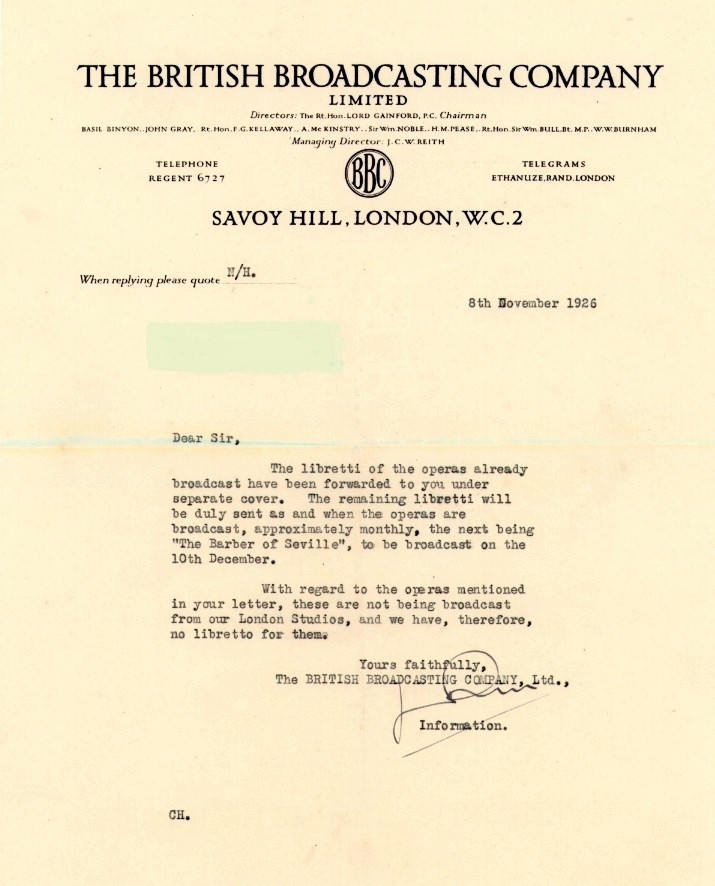 THE BRITISH BROADCASTING COMPANY
LIMITED
Directors: The Rt. Hon. LORD GAINFORD, P.C. Chairman
BASIL BINYON.. JOHN GRAY.. Rt. Hon. F.G. KELLAWAY.. A. Mc KINSTRY.. Sir Wm. NOBLE.. H.M. PEASE.. Rt. Hon. Sir Wm. BULL, Bt. M.P... W.W. BURNHAM
Managing Director: J.C.W. REITH
TELEPHONE
REGENT 6727
BBC
TELEGRAMS
ETHANUZE, RAND, LONDON
SAVOY HILL, LONDON, W.C.2
When replying please quote N/H.
8th November 1926
Dear Sir,
The libretti of the operas already
broadcast have been forwarded to you under
separate cover. The remaining libretti will
be duly sent as and when the operas are
broadcast, approximately monthly, the next being
"The Barber of Seville", to be broadcast on the
10th December.
With regard to the operas mentioned
in your letter, these are not being broadcast
from our London Studios, and we have, therefore,
no libretto for them.
Yours faithfully,
The BRITISH BROADCASTING COMPANY, Ltd.,
Information.
CH.